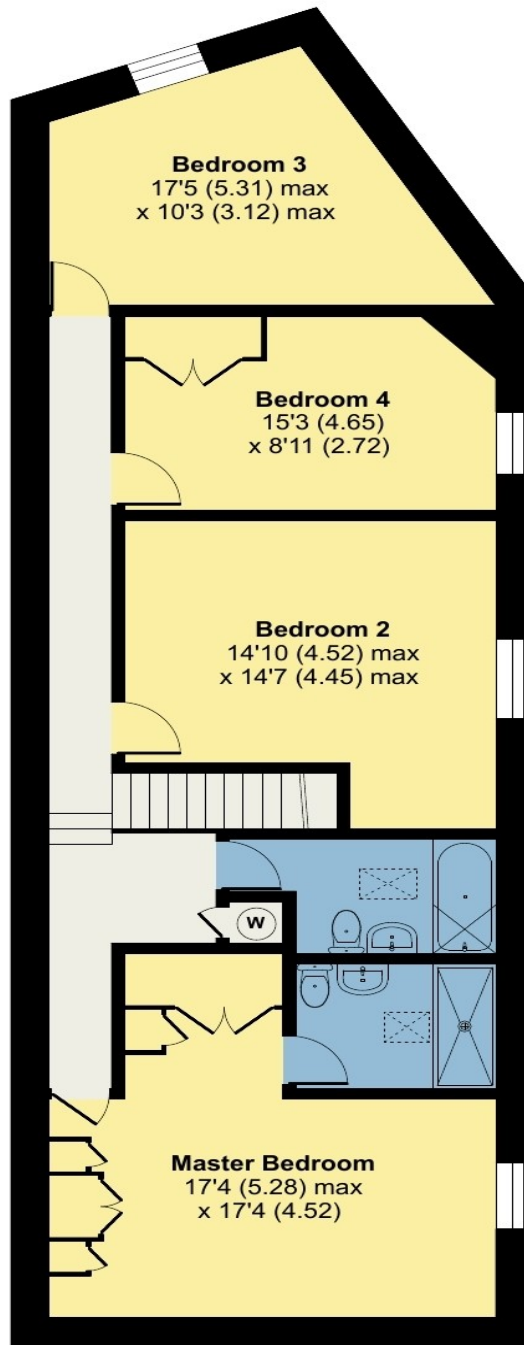 Bedroom 3
17'5 (5.31) max
x 10'3 (3.12) max
Bedroom 4
15'3 (4.65)
x 8'11 (2.72)
Bedroom 2
14'10 (4.52) max
x 14'7 (4.45) max
W
Master Bedroom
17'4 (5.28) max
x 17'4 (4.52)